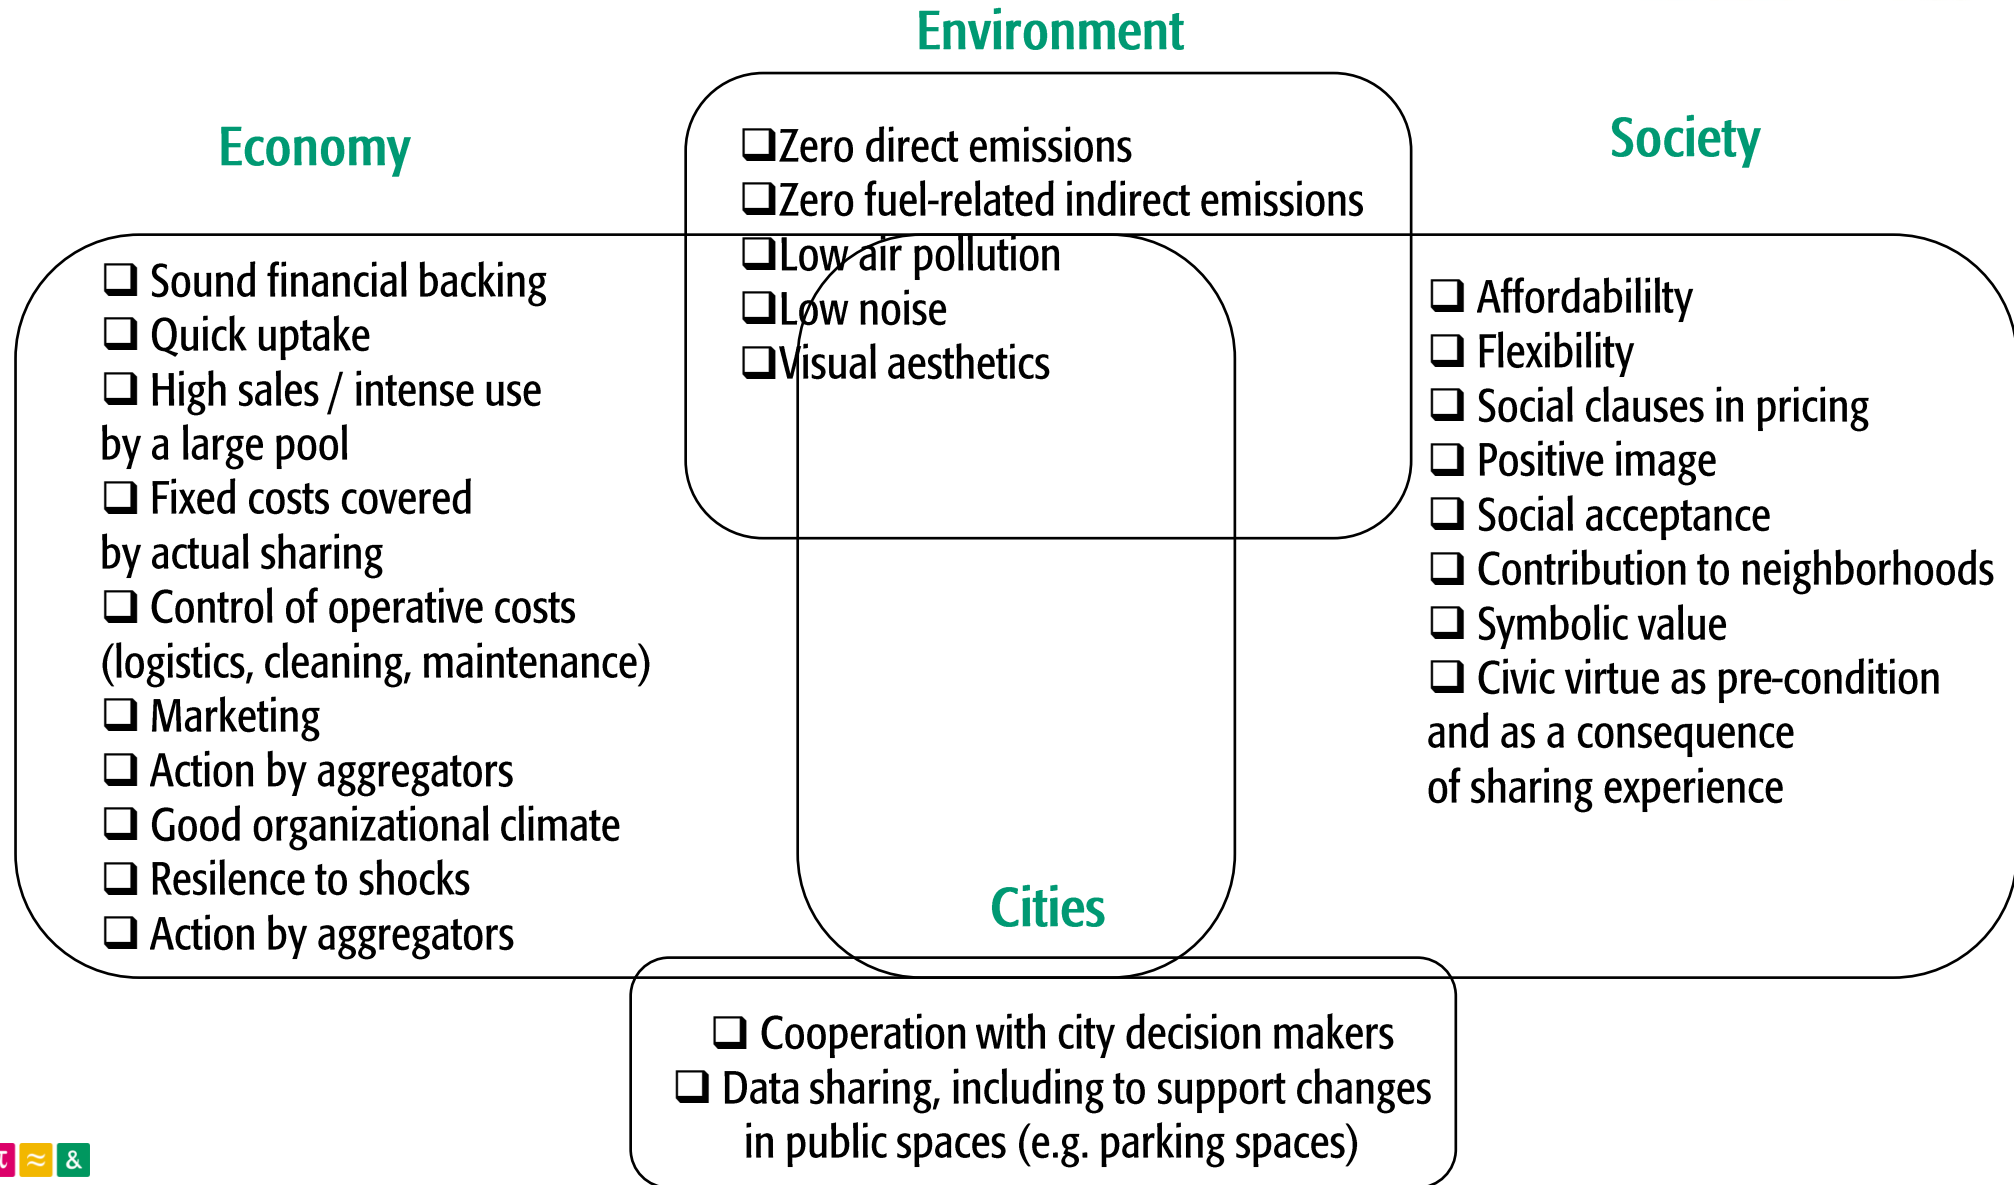 Environment
Economy
Society
❑Zero direct emissions
❑Zero fuel-related indirect emissions
❑Low air pollution
❑Low noise
❑Visual aesthetics
❑ Sound financial backing
❑ Quick uptake
❑ High sales / intense use
by a large pool
❑ Fixed costs covered
by actual sharing
❑ Control of operative costs
(logistics, cleaning, maintenance)
❑ Marketing
❑ Action by aggregators
❑ Good organizational climate
❑ Resilence to shocks
❑ Action by aggregators
❑ Affordabililty
❑ Flexibility
❑ Social clauses in pricing
❑ Positive image
❑ Social acceptance
❑ Contribution to neighborhoods
❑ Symbolic value
❑ Civic virtue as pre-condition
and as a consequence
of sharing experience
Cities
❑ Cooperation with city decision makers
❑ Data sharing, including to support changes
in public spaces (e.g. parking spaces)
≈ &